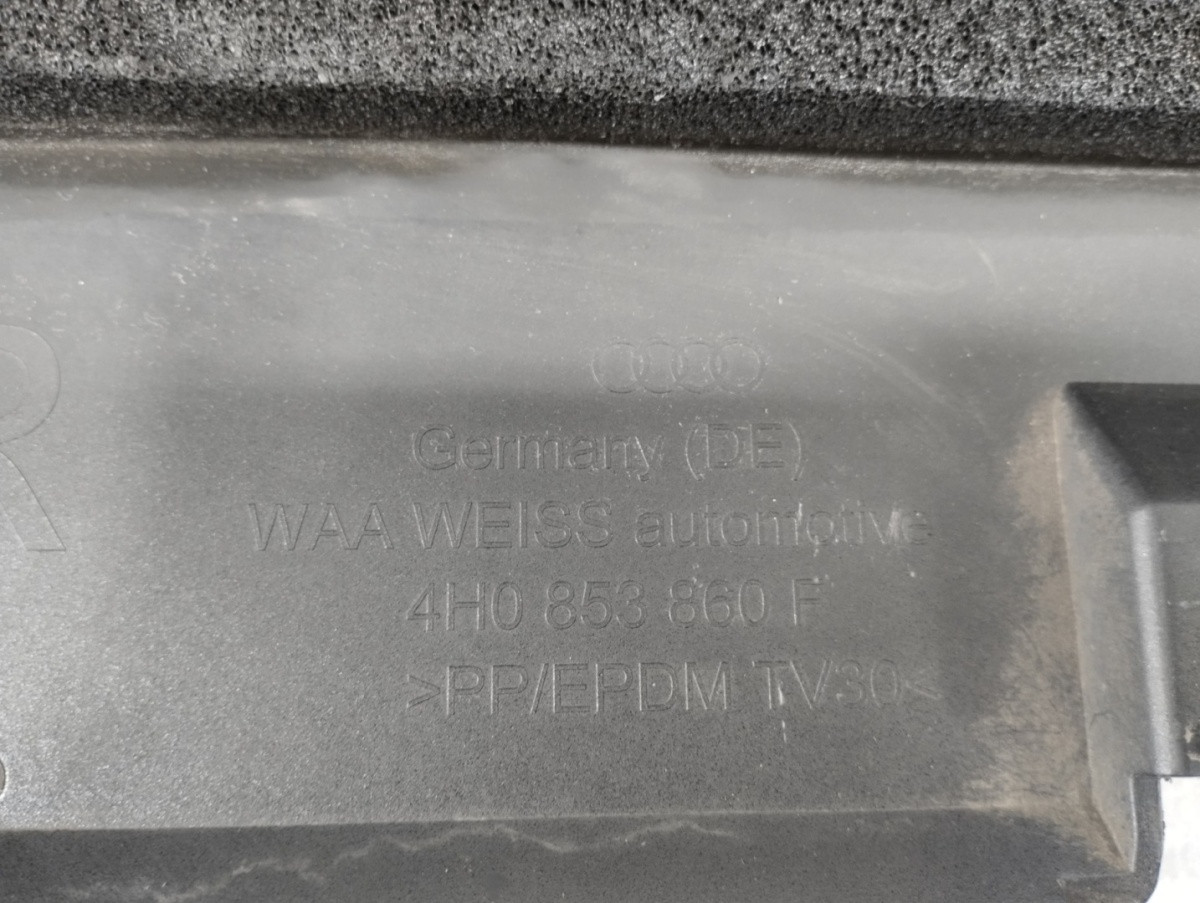 R
Germany (DE)
WAA WEISS automotive
4H0 853 860 F
>PP/EPDM TV30<